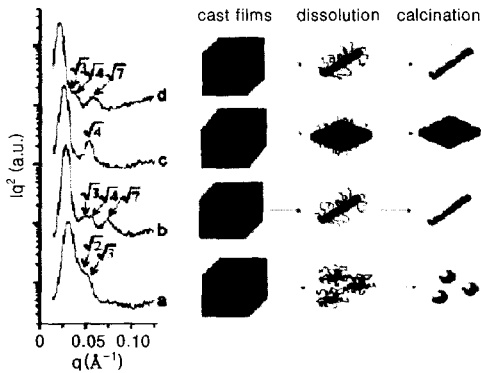 cast films dissolution calcination
Iq² (a.u.)
√3 √4 √7
d
√4
c
√3 √4 √7
b
√2 √3
a
0 0.05 0.10
q(Å⁻¹)